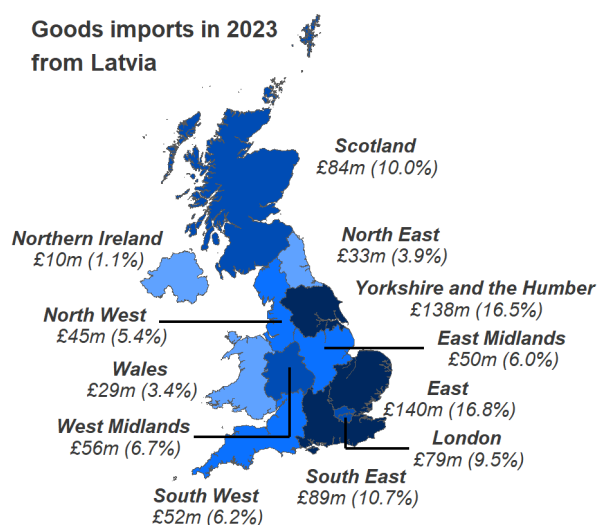 Goods imports in 2023
from Latvia
Scotland
£84m (10.0%)
Northern Ireland
£10m (1.1%)
North East
£33m (3.9%)
Yorkshire and the Humber
£138m (16.5%)
North West
£45m (5.4%)
East Midlands
£50m (6.0%)
Wales
£29m (3.4%)
East
£140m (16.8%)
West Midlands
£56m (6.7%)
London
£79m (9.5%)
South East
£89m (10.7%)
South West
£52m (6.2%)